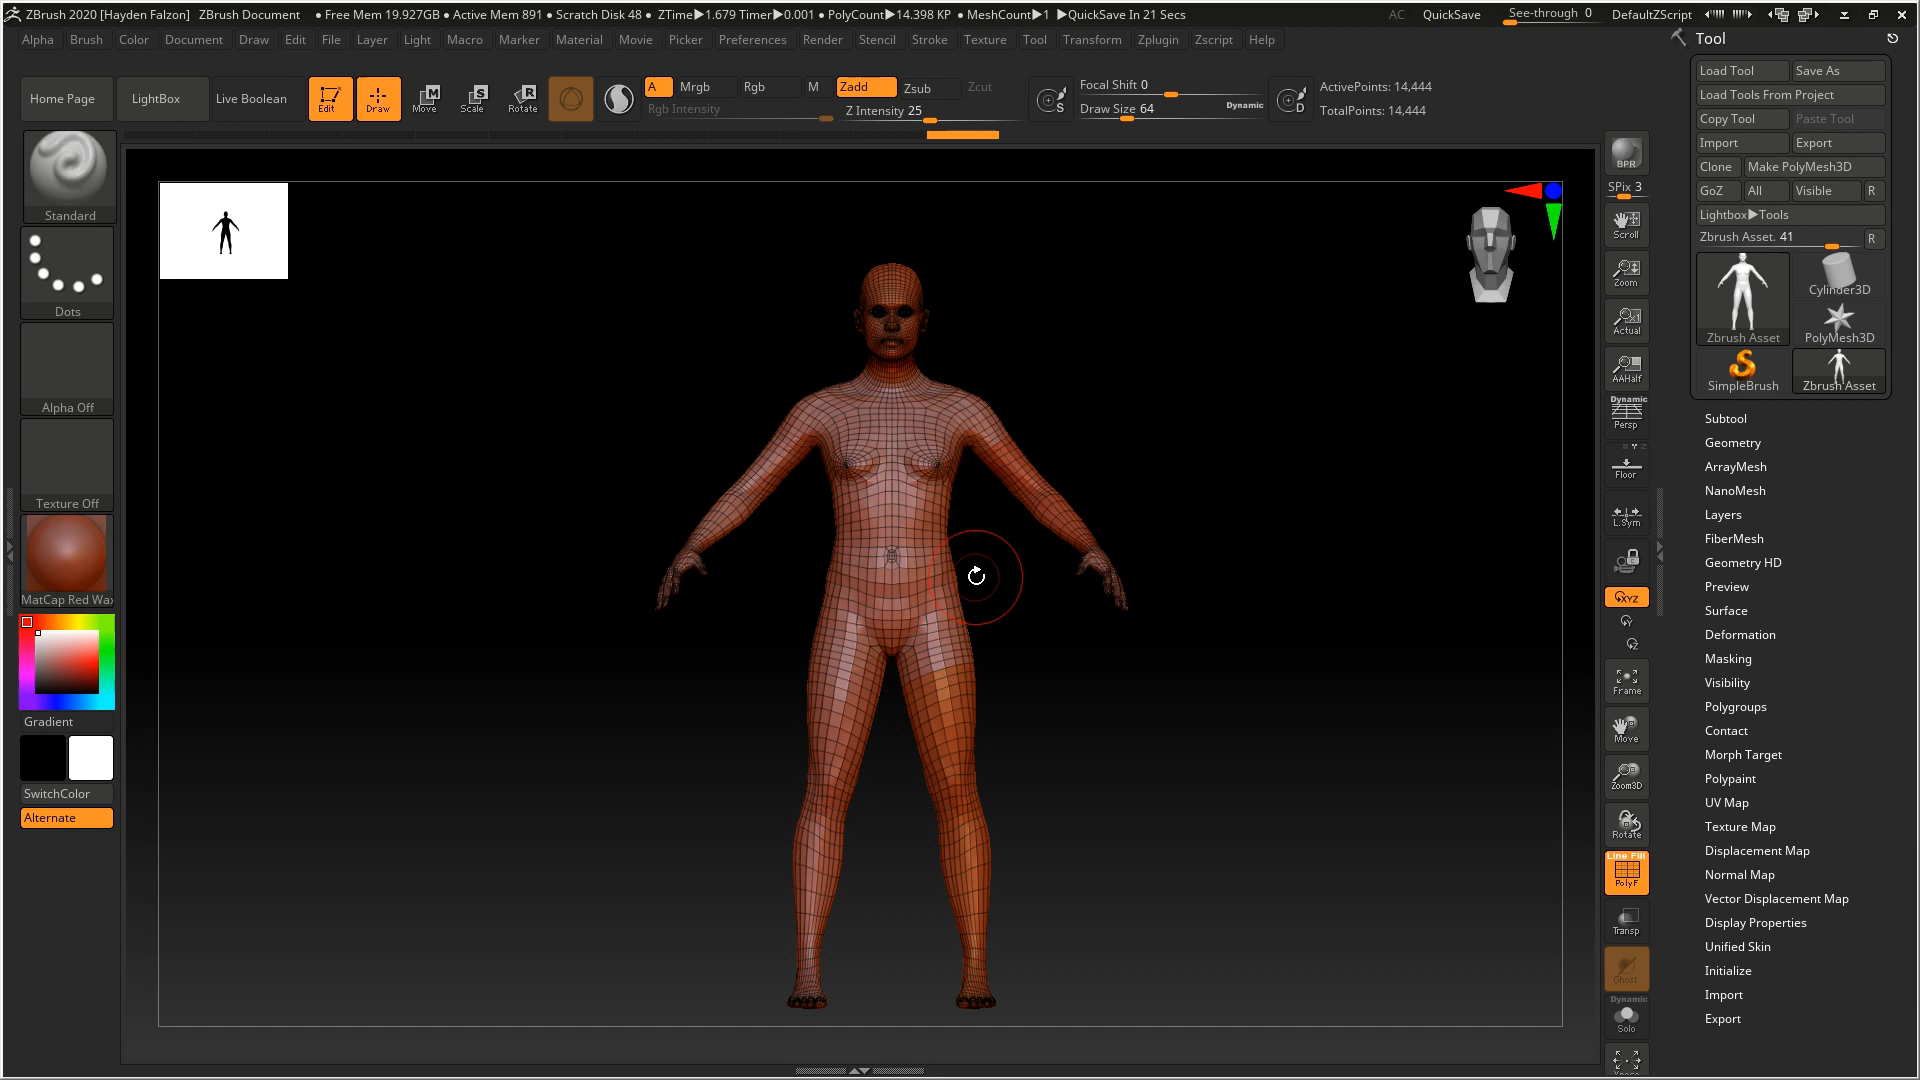 ZBrush 2020 [Hayden Falzon] ZBrush Document • Free Mem 19.927GB • Active Mem 891 • Scratch Disk 48 • ZTime▶1.679 Timer▶0.001 • PolyCount▶14.398 KP • MeshCount▶1 ▶QuickSave In 21 Secs AC QuickSave See-through 0 DefaultZScript
Alpha Brush Color Document Draw Edit File Layer Light Macro Marker Material Movie Picker Preferences Render Stencil Stroke Texture Tool Transform Zplugin Zscript Help
Home Page LightBox Live Boolean Edit Draw Move Scale Rotate
M S R
A Mrgb Rgb M Zadd Zsub Zcut
Rgb Intensity Z Intensity 25
S Focal Shift 0
Draw Size 64 Dynamic D
ActivePoints: 14,444
TotalPoints: 14,444
Standard
Dots
Alpha Off
Texture Off
MatCap Red Wax
Gradient
SwitchColor
Alternate
BPR
SPix 3
Scroll
Zoom
Actual
AAHalf
Dynamic
Persp
Floor
L.Sym
XYZ
Y
Z
Frame
Move
Zoom3D
Rotate
Line Fill
PolyF
Transp
Ghost
Dynamic
Solo
Tool
Load Tool Save As
Load Tools From Project
Copy Tool Paste Tool
Import Export
Clone Make PolyMesh3D
GoZ All Visible R
Lightbox▶Tools
Zbrush Asset. 41 R
Zbrush Asset Cylinder3D
PolyMesh3D
SimpleBrush Zbrush Asset
Subtool
Geometry
ArrayMesh
NanoMesh
Layers
FiberMesh
Geometry HD
Preview
Surface
Deformation
Masking
Visibility
Polygroups
Contact
Morph Target
Polypaint
UV Map
Texture Map
Displacement Map
Normal Map
Vector Displacement Map
Display Properties
Unified Skin
Initialize
Import
Export